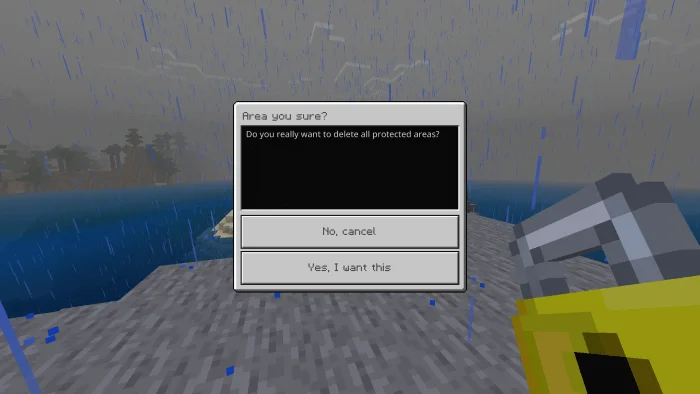 Area you sure?
Do you really want to delete all protected areas?
No, cancel
Yes, I want this